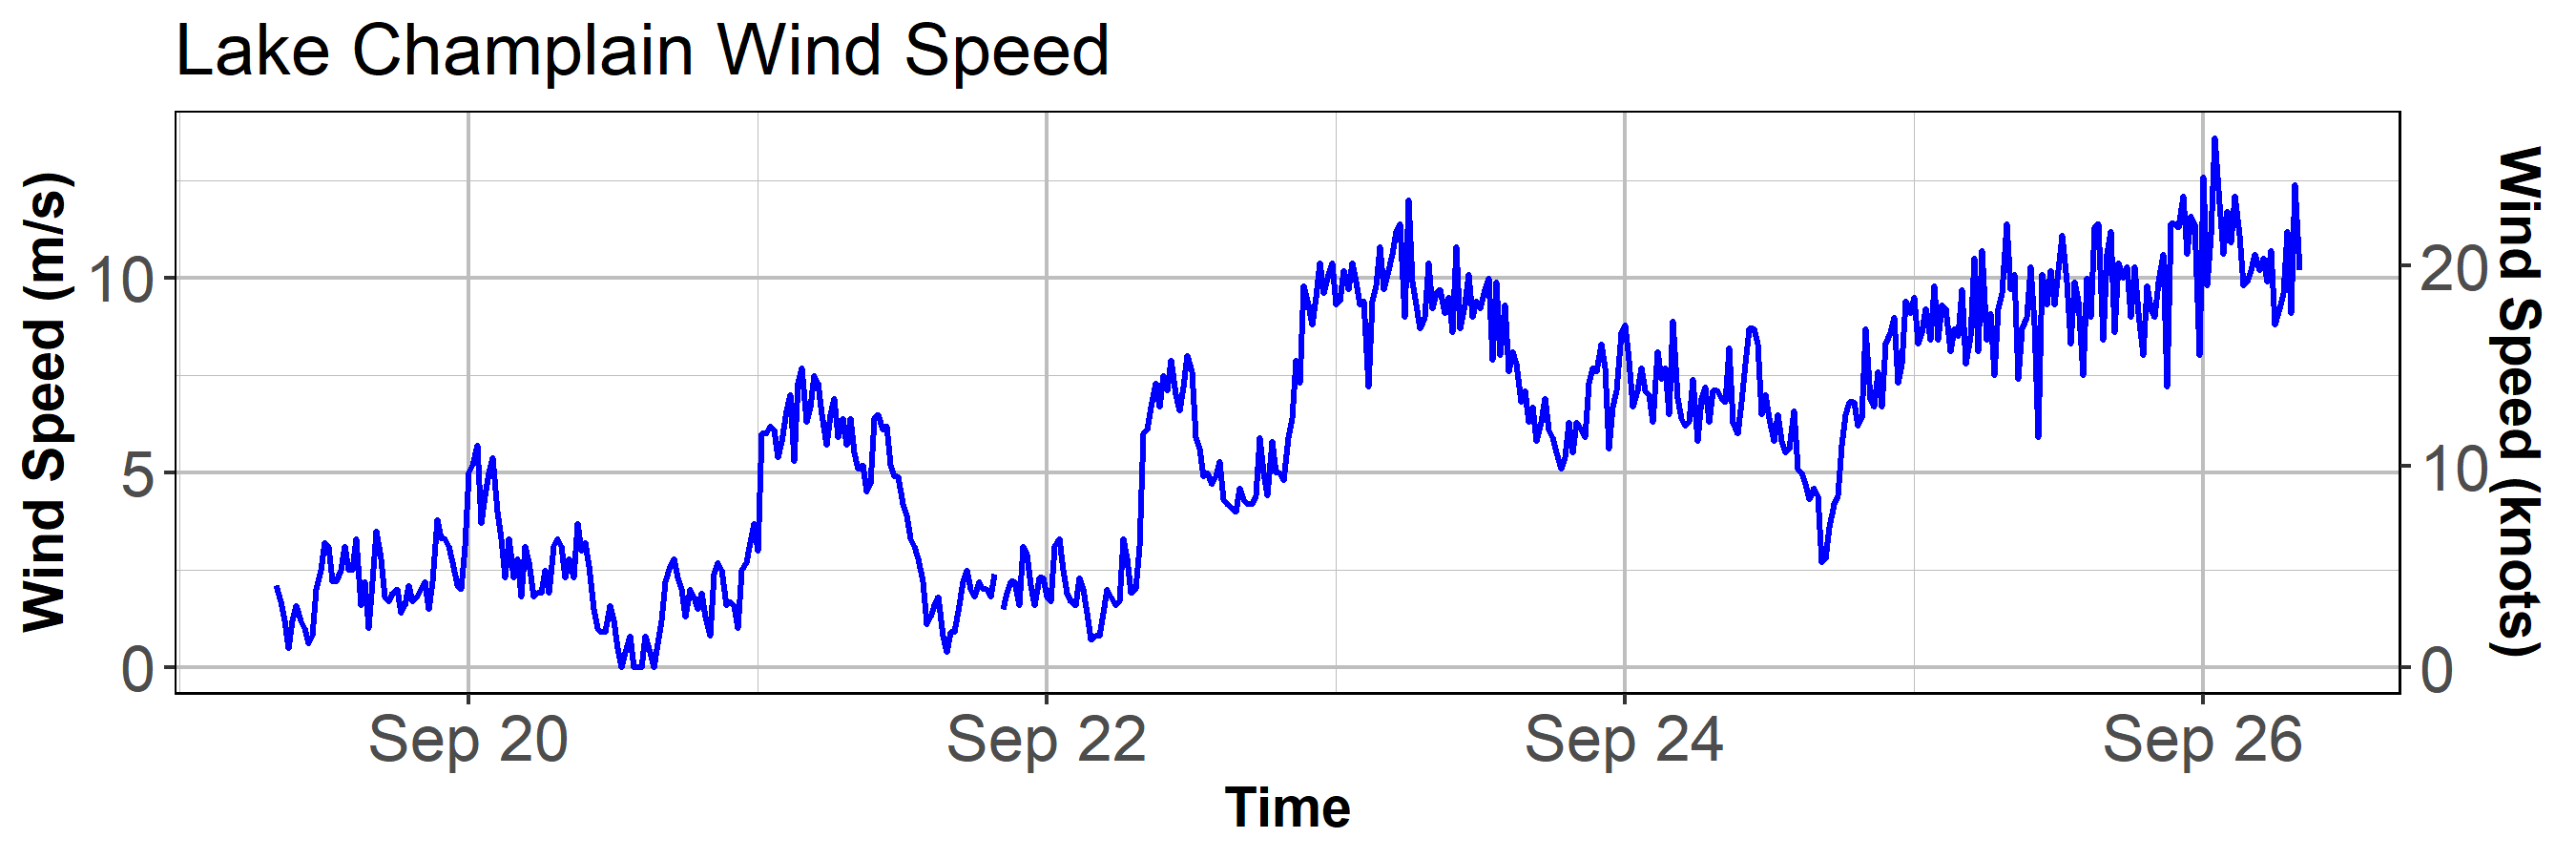 Lake Champlain Wind Speed
Wind Speed (m/s)
10
5
0
20
10
0
Wind Speed (knots)
Sep 20
Sep 22
Sep 24
Sep 26
Time